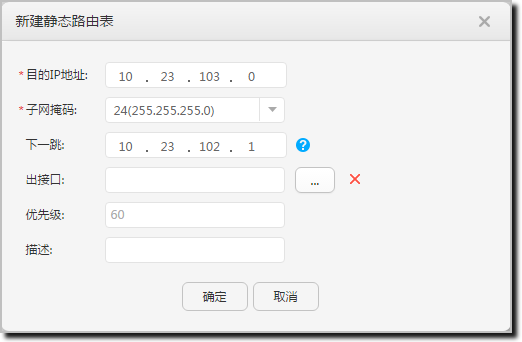 新建静态路由表
*目的IP地址: 10 . 23 . 103 . 0
*子网掩码: 24(255.255.255.0)
下一跳: 10 . 23 . 102 . 1 ?
出接口: ...
优先级: 60
描述:
确定 取消